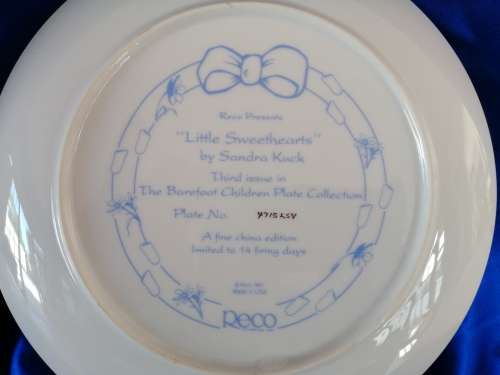 Reco Presents
"Little Sweethearts"
by Sandra Kuck
Third issue in
The Barefoot Children Plate Collection
Plate No.
A fine china edition
limited to 14 firing days
Reco